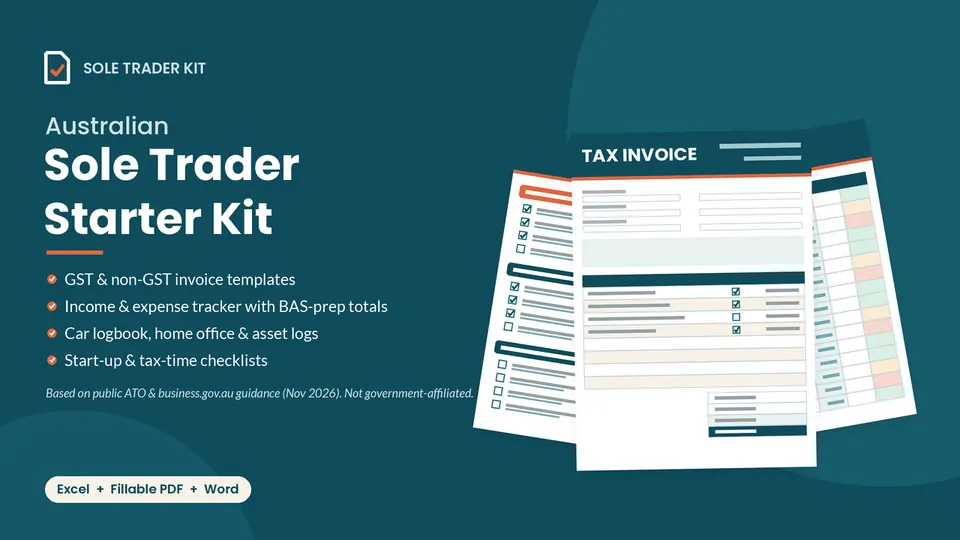 SOLE TRADER KIT
Australian
Sole Trader
Starter Kit
GST & non-GST invoice templates
Income & expense tracker with BAS-prep totals
Car logbook, home office & asset logs
Start-up & tax-time checklists
Based on public ATO & business.gov.au guidance (Nov 2026). Not government-affiliated.
Excel + Fillable PDF + Word
TAX INVOICE